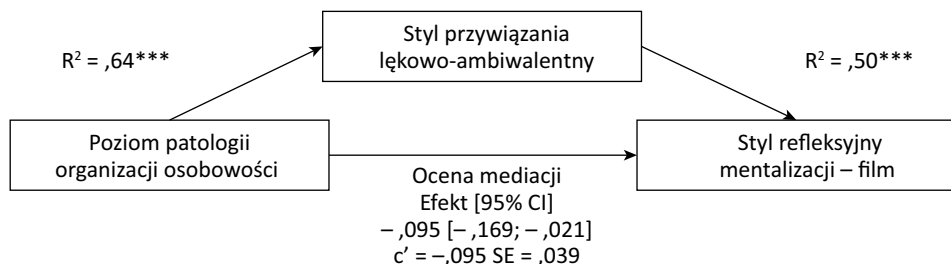 Styl przywiązania
lękowo-ambiwalentny
R² = ,64***
R² = ,50***
Poziom patologii
organizacji osobowości
Styl refleksyjny
mentalizacji – film
Ocena mediacji
Efekt [95% CI]
– ,095 [– ,169; – ,021]
c’ = –,095 SE = ,039